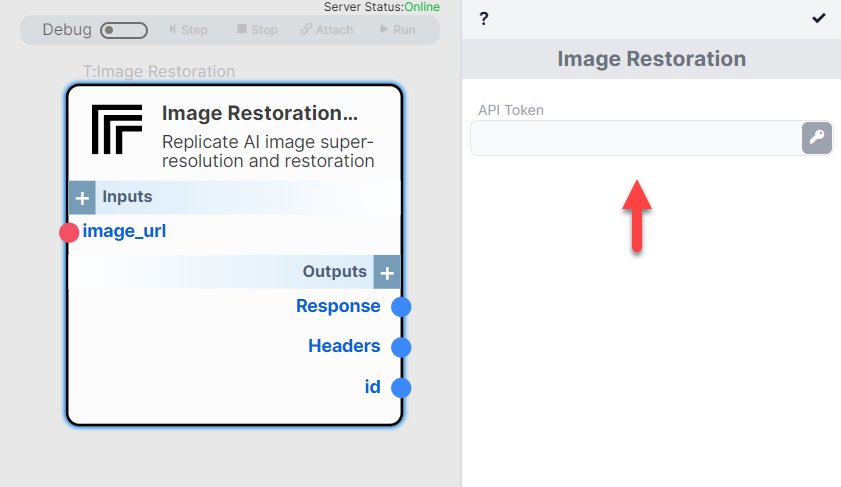 Server Status:Online
Debug Step Stop Attach Run
T:Image Restoration
Image Restoration...
Replicate AI image super-
resolution and restoration
+ Inputs
image_url
Outputs +
Response
Headers
id
?
Image Restoration
API Token